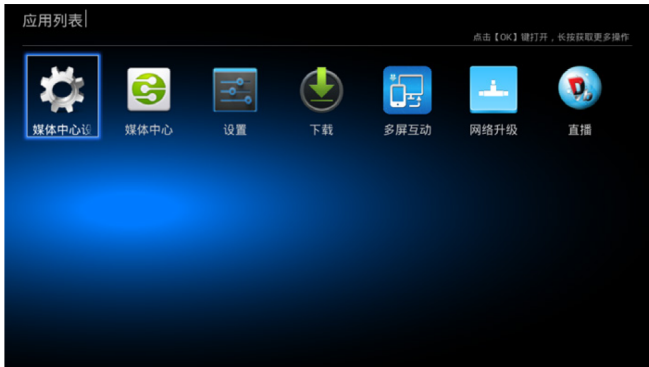 应用列表
点击【OK】键打开，长按获取更多操作
媒体中心设
媒体中心
设置
下载
多屏互动
网络升级
直播